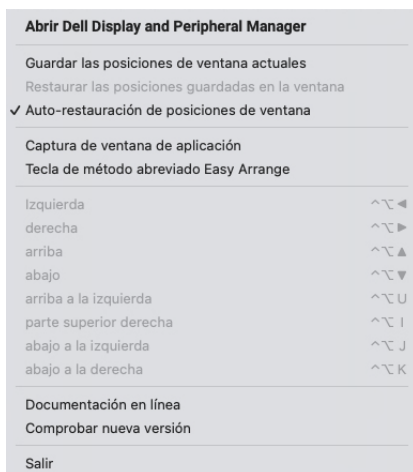 Abrir Dell Display and Peripheral Manager
Guardar las posiciones de ventana actuales
Restaurar las posiciones guardadas en la ventana
✓ Auto-restauración de posiciones de ventana
Captura de ventana de aplicación
Tecla de método abreviado Easy Arrange
Izquierda ^⌥◀
derecha ^⌥▶
arriba ^⌥▲
abajo ^⌥▼
arriba a la izquierda ^⌥ U
parte superior derecha ^⌥ I
abajo a la izquierda ^⌥ J
abajo a la derecha ^⌥ K
Documentación en línea
Comprobar nueva versión
Salir